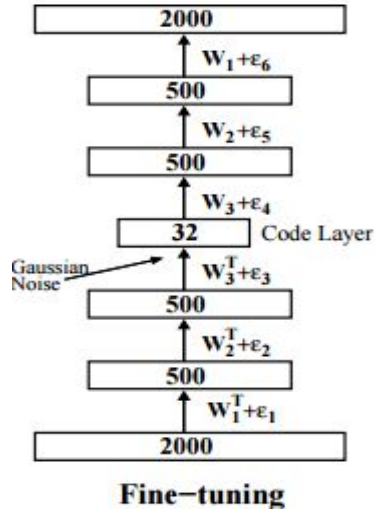 2000
W₁+ε₆
500
W₂+ε₅
500
W₃+ε₄
32
Code Layer
Gaussian
Noise
W₃ᵀ+ε₃
500
W₂ᵀ+ε₂
500
W₁ᵀ+ε₁
2000
Fine−tuning